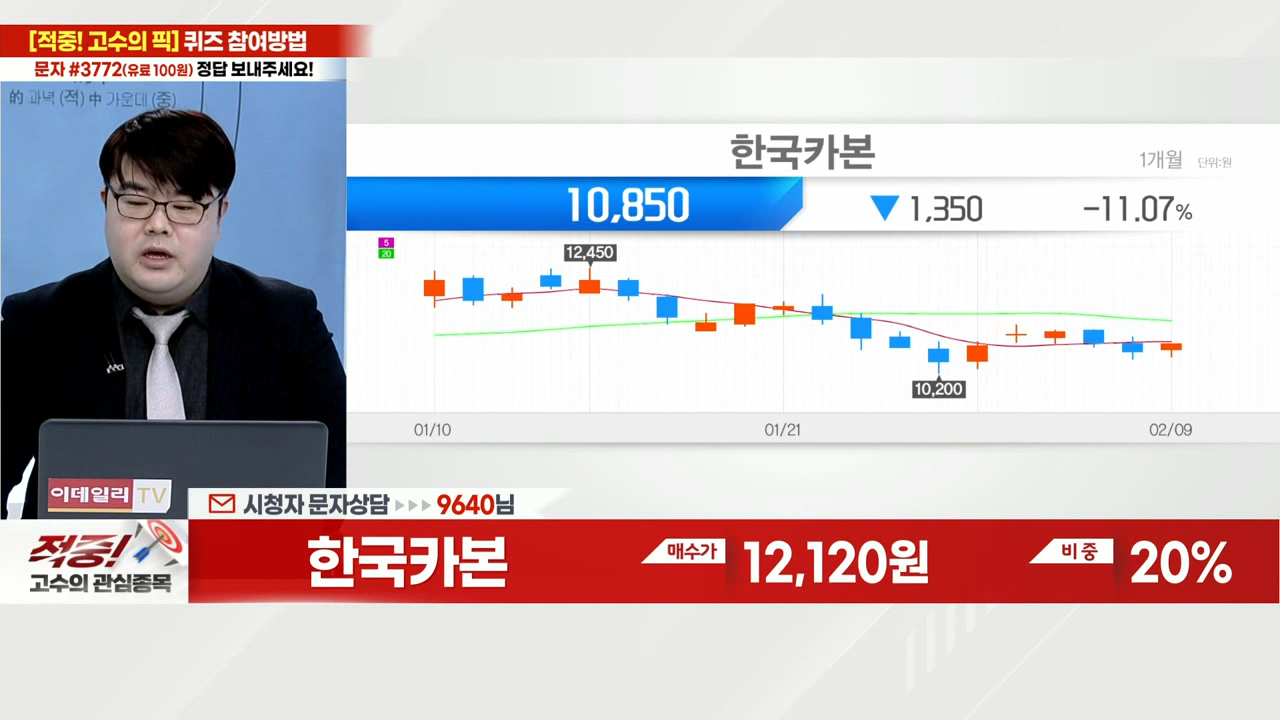 [적중! 고수의 픽] 퀴즈 참여방법
문자 #3772(유료 100원) 정답 보내주세요!
的 과녁 (적) 中 가운데 (중)
한국카본
1개월 단위:원
10,850 ▼ 1,350 -11.07%
5
20
12,450
10,200
01/10 01/21 02/09
이데일리 TV
시청자 문자상담 ▶▶▶ 9640님
적중!
고수의 관심종목
한국카본 매수가 12,120원 비중 20%